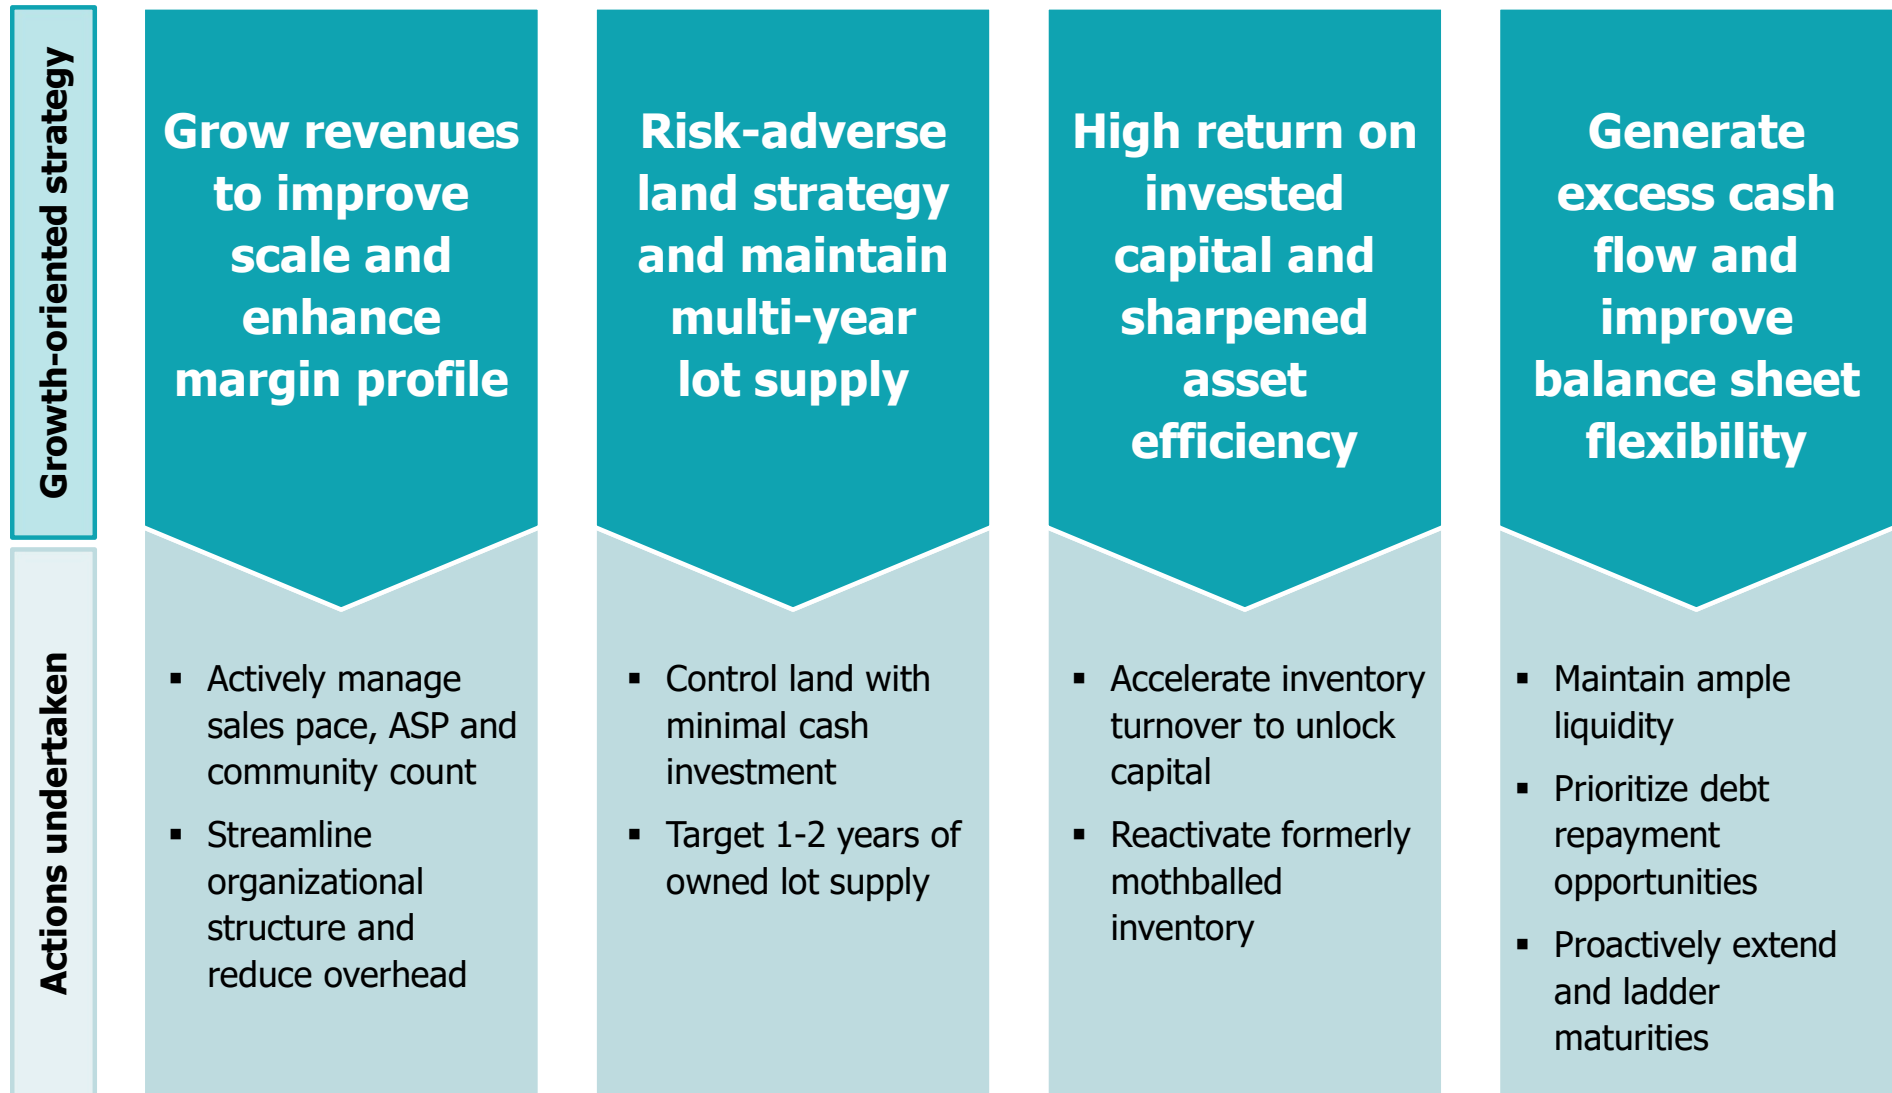 Growth-oriented strategy
Grow revenues
to improve
scale and
enhance
margin profile
Risk-adverse
land strategy
and maintain
multi-year
lot supply
High return on
invested
capital and
sharpened
asset
efficiency
Generate
excess cash
flow and
improve
balance sheet
flexibility
Actions undertaken
▪ Actively manage
sales pace, ASP and
community count
▪ Streamline
organizational
structure and
reduce overhead
▪ Control land with
minimal cash
investment
▪ Target 1-2 years of
owned lot supply
▪ Accelerate inventory
turnover to unlock
capital
▪ Reactivate formerly
mothballed
inventory
▪ Maintain ample
liquidity
▪ Prioritize debt
repayment
opportunities
▪ Proactively extend
and ladder
maturities